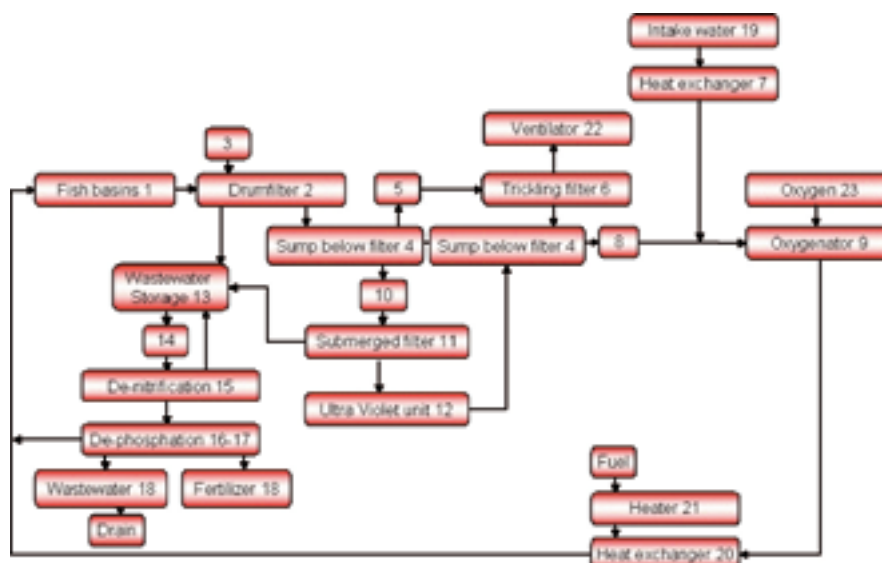 Intake water 19
Heat exchanger 7
Ventilator 22
3
Fish basins 1
Drumfilter 2
5
Trickling filter 6
Oxygen 23
Sump below filter 4
Sump below filter 4
8
Oxygenator 9
Wastewater
Storage 13
10
14
Submerged filter 11
De-nitrification 15
Ultra Violet unit 12
De-phosphation 16-17
Fuel
Wastewater 18
Fertilizer 18
Heater 21
Drain
Heat exchanger 20